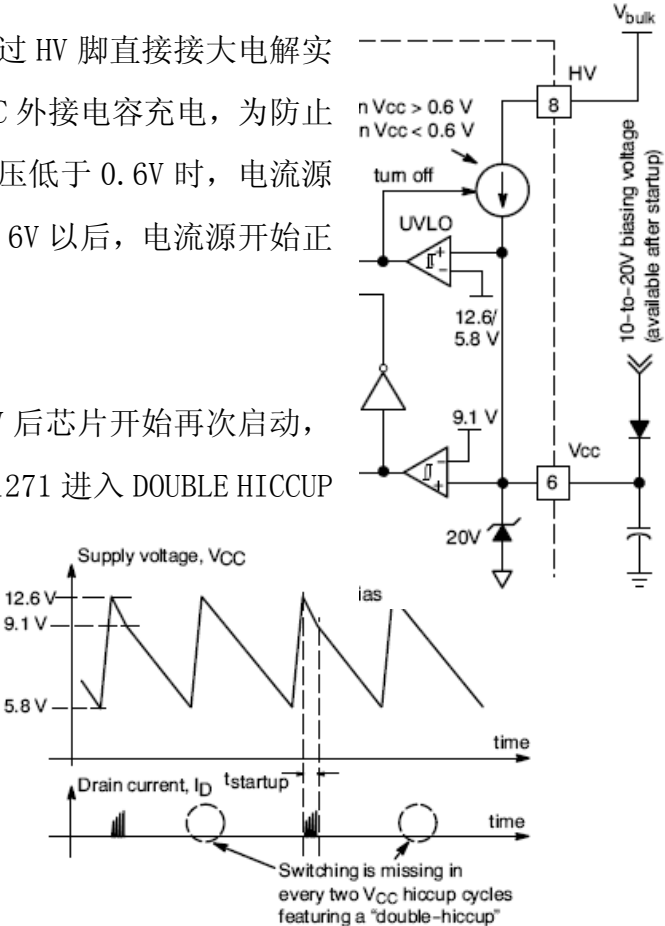 过 HV 脚直接接大电解实
C 外接电容充电，为防止
压低于 0.6V 时，电流源
6V 以后，电流源开始正
V 后芯片开始再次启动，
1271 进入 DOUBLE HICCUP
Vbulk
HV
8
n Vcc > 0.6 V
n Vcc < 0.6 V
turn off
UVLO
12.6/
5.8 V
10-to-20V biasing voltage
(available after startup)
9.1 V
Vcc
6
20V
ias
Supply voltage, VCC
12.6 V
9.1 V
5.8 V
time
Drain current, ID
tstartup
time
Switching is missing in
every two VCC hiccup cycles
featuring a "double-hiccup"